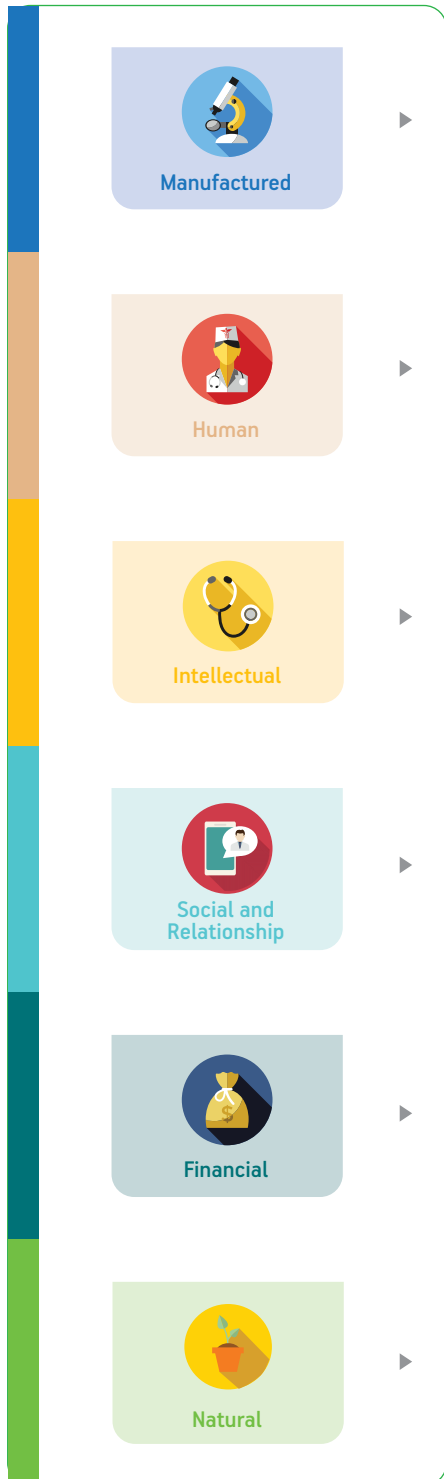 Manufactured
Human
Intellectual
Social and
Relationship
$
Financial
Natural